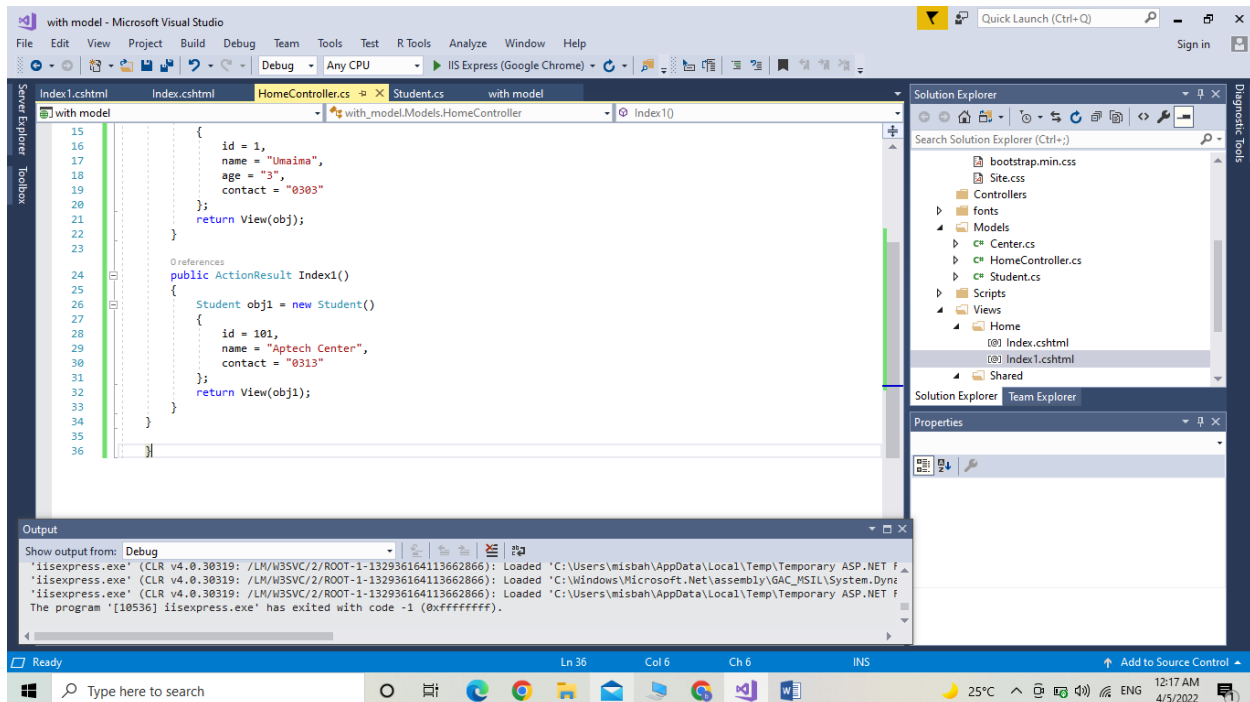 with model - Microsoft Visual Studio
Quick Launch (Ctrl+Q)
File Edit View Project Build Debug Team Tools Test R Tools Analyze Window Help
Sign in
Debug Any CPU IIS Express (Google Chrome)
Server Explorer
Toolbox
Index1.cshtml Index.cshtml HomeController.cs Student.cs with model
with model with_model.Models.HomeController Index1()
15 {
16 id = 1,
17 name = "Umaima",
18 age = "3",
19 contact = "0303"
20 };
21 return View(obj);
22 }
23
0 references
24 public ActionResult Index1()
25 {
26 Student obj1 = new Student()
27 {
28 id = 101,
29 name = "Aptech Center",
30 contact = "0313"
31 };
32 return View(obj1);
33 }
34 }
35
36 }
Solution Explorer
Search Solution Explorer (Ctrl+;)
bootstrap.min.css
Site.css
Controllers
fonts
Models
C# Center.cs
C# HomeController.cs
C# Student.cs
Scripts
Views
Home
[@] Index.cshtml
[@] Index1.cshtml
Shared
Solution Explorer Team Explorer
Properties
Diagnostic Tools
Output
Show output from: Debug
'iisexpress.exe' (CLR v4.0.30319: /LM/W3SVC/2/ROOT-1-132936164113662866): Loaded 'C:\Users\misbah\AppData\Local\Temp\Temporary ASP.NET F
'iisexpress.exe' (CLR v4.0.30319: /LM/W3SVC/2/ROOT-1-132936164113662866): Loaded 'C:\Windows\Microsoft.Net\assembly\GAC_MSIL\System.Dyna
'iisexpress.exe' (CLR v4.0.30319: /LM/W3SVC/2/ROOT-1-132936164113662866): Loaded 'C:\Users\misbah\AppData\Local\Temp\Temporary ASP.NET F
The program '[10536] iisexpress.exe' has exited with code -1 (0xffffffff).
Ready Ln 36 Col 6 Ch 6 INS Add to Source Control
Type here to search
25°C ENG 12:17 AM
4/5/2022